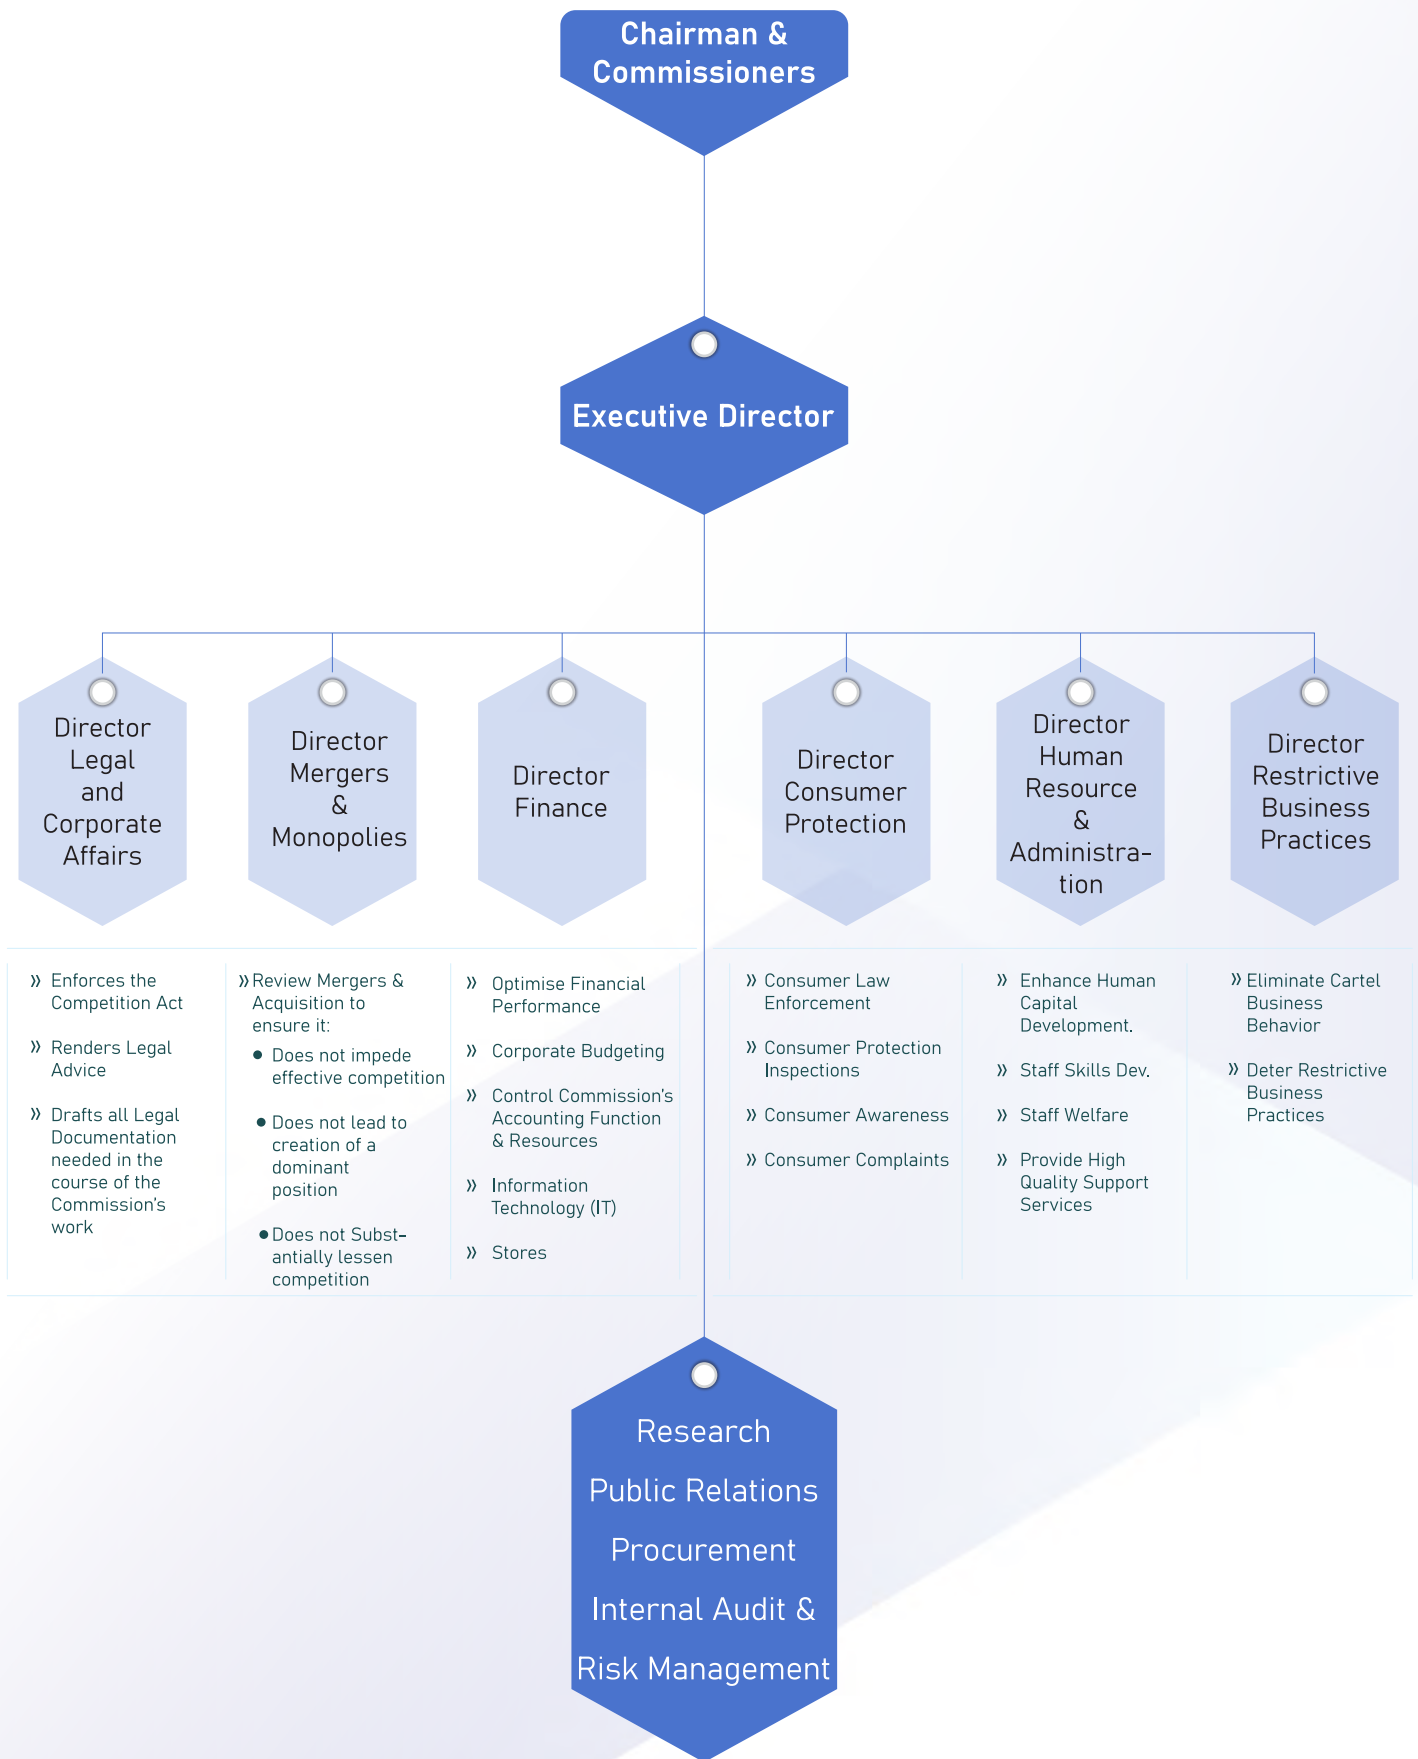 Chairman &
Commissioners
Executive Director
Director
Legal
and
Corporate
Affairs
Director
Mergers
&
Monopolies
Director
Finance
Director
Consumer
Protection
Director
Human
Resource
&
Administra-
tion
Director
Restrictive
Business
Practices
» Enforces the
Competition Act
» Renders Legal
Advice
» Drafts all Legal
Documentation
needed in the
course of the
Commission's
work
» Review Mergers &
Acquisition to
ensure it:
• Does not impede
effective competition
• Does not lead to
creation of a
dominant
position
• Does not Subst-
antially lessen
competition
» Optimise Financial
Performance
» Corporate Budgeting
» Control Commission's
Accounting Function
& Resources
» Information
Technology (IT)
» Stores
» Consumer Law
Enforcement
» Consumer Protection
Inspections
» Consumer Awareness
» Consumer Complaints
» Enhance Human
Capital
Development.
» Staff Skills Dev.
» Staff Welfare
» Provide High
Quality Support
Services
» Eliminate Cartel
Business
Behavior
» Deter Restrictive
Business
Practices
Research
Public Relations
Procurement
Internal Audit &
Risk Management